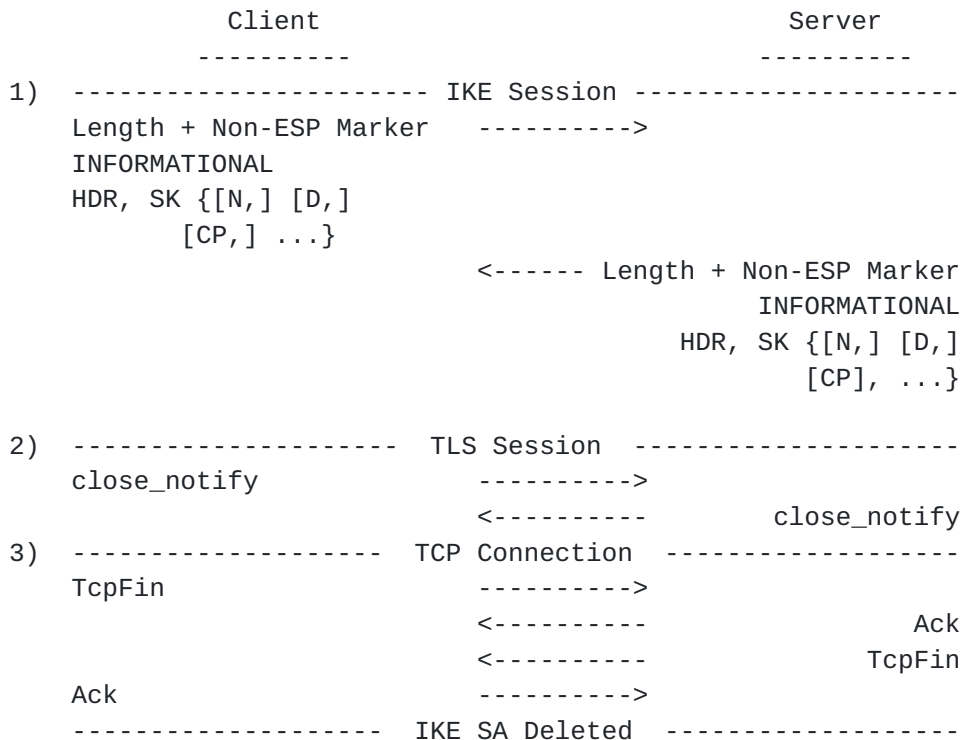 Client                              Server
            ----------                          ----------
1)  ----------------------- IKE Session ---------------------
    Length + Non-ESP Marker   ---------->
    INFORMATIONAL
    HDR, SK {[N,] [D,]
           [CP,] ...}
                              <------ Length + Non-ESP Marker
                                                INFORMATIONAL
                                           HDR, SK {[N,] [D,]
                                                   [CP], ...}

2)  ---------------------  TLS Session  ---------------------
    close_notify              ---------->
                              <----------        close_notify
3)  --------------------  TCP Connection  -------------------
    TcpFin                    ---------->
                              <----------                 Ack
                              <----------              TcpFin
    Ack                       ---------->
    --------------------  IKE SA Deleted  -------------------